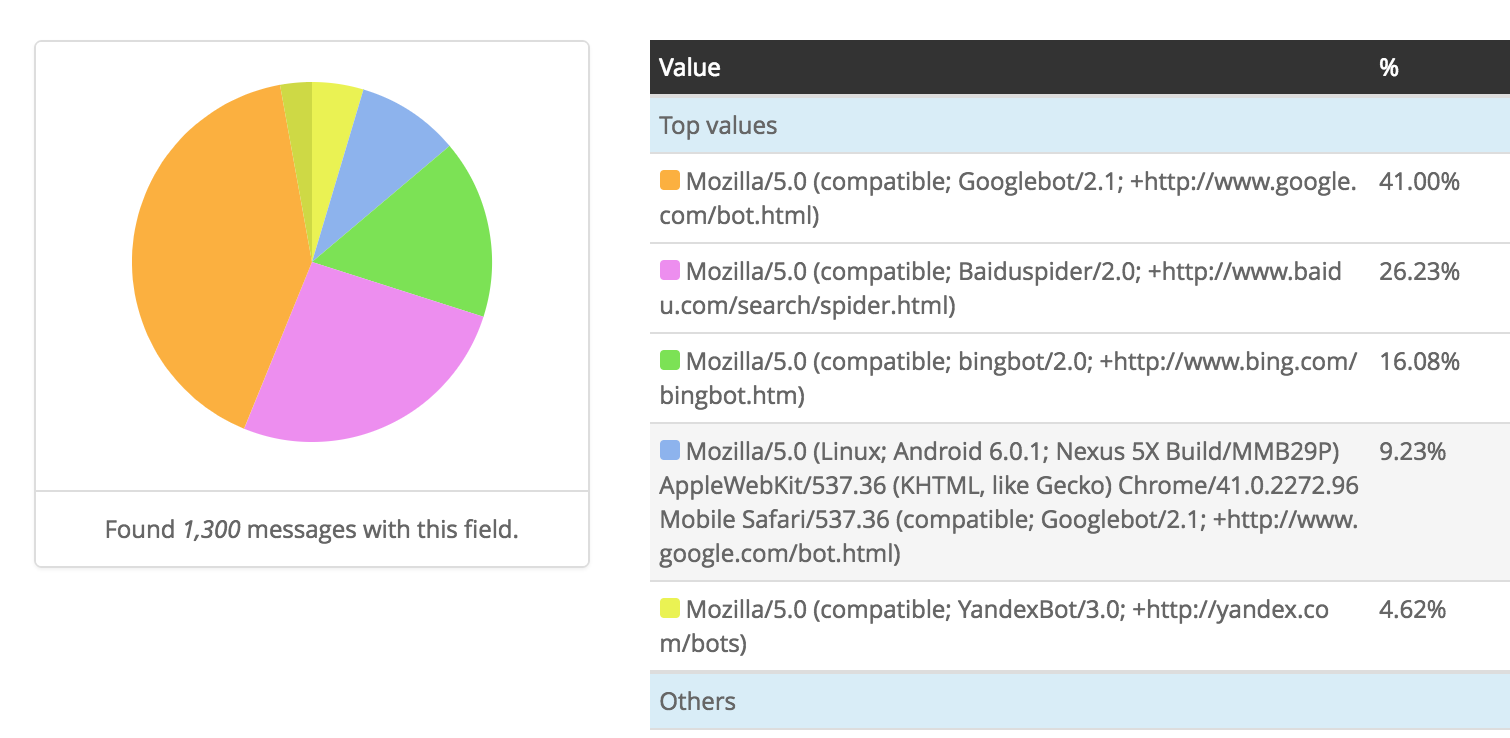 Found 1,300 messages with this field.
Value %
Top values
Mozilla/5.0 (compatible; Googlebot/2.1; +http://www.google. 41.00%
com/bot.html)
Mozilla/5.0 (compatible; Baiduspider/2.0; +http://www.baid 26.23%
u.com/search/spider.html)
Mozilla/5.0 (compatible; bingbot/2.0; +http://www.bing.com/ 16.08%
bingbot.htm)
Mozilla/5.0 (Linux; Android 6.0.1; Nexus 5X Build/MMB29P) 9.23%
AppleWebKit/537.36 (KHTML, like Gecko) Chrome/41.0.2272.96
Mobile Safari/537.36 (compatible; Googlebot/2.1; +http://www.
google.com/bot.html)
Mozilla/5.0 (compatible; YandexBot/3.0; +http://yandex.co 4.62%
m/bots)
Others